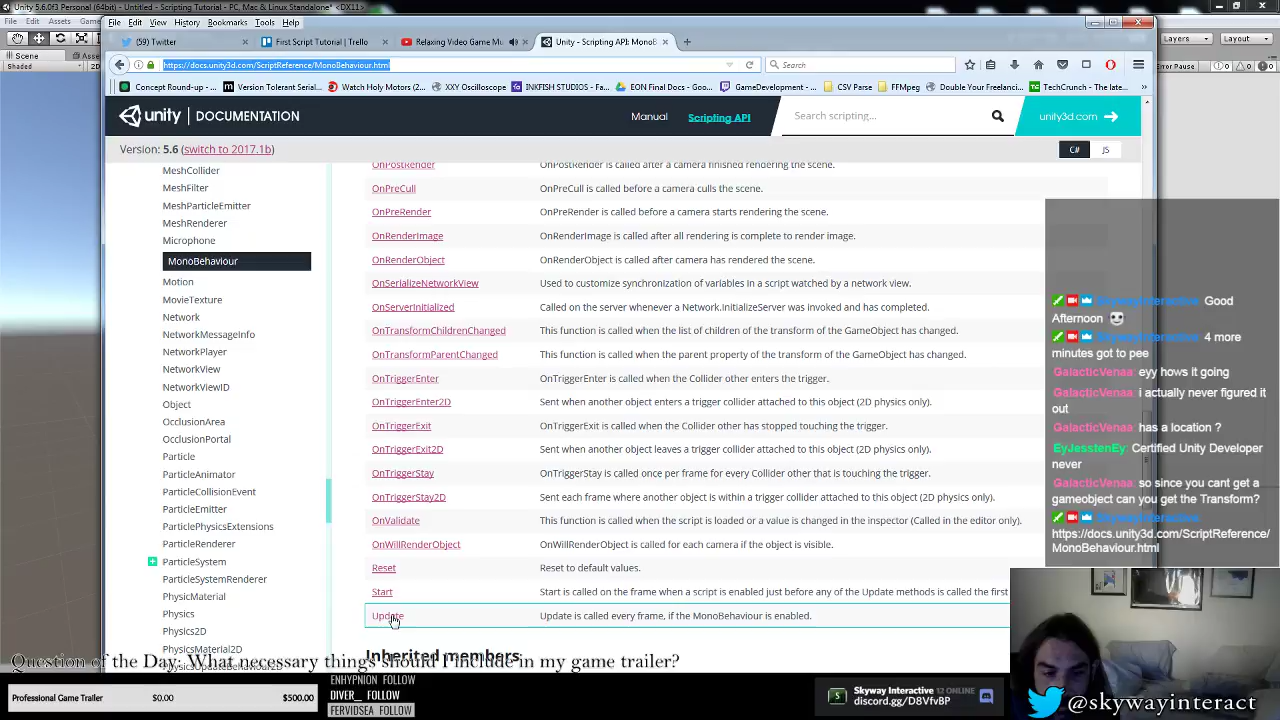 Unity 5.6.0f3 Personal (64bit) - Untitled - Scripting Tutorial - PC, Mac & Linux Standalone* <DX11>
File Edit Assets
File Edit View History Bookmarks Tools Help
Layers Layout
(59) Twitter
First Script Tutorial | Trello
Relaxing Video Game Mu
Unity - Scripting API: MonoB
Scene
Shaded
Error Pause
https://docs.unity3d.com/ScriptReference/MonoBehaviour.html
Search
Concept Round-up - ...
Version Tolerant Serial...
Watch Holy Motors (2...
XXY Oscilloscope
INKFISH STUDIOS - Fa...
EON Final Docs - Goo...
GameDevelopment - ...
CSV Parse
FFMpeg
Double Your Freelanci...
TechCrunch - The late...
unity | DOCUMENTATION
Manual
Scripting API
Search scripting...
unity3d.com
Version: 5.6 (switch to 2017.1b)
C# JS
MeshCollider
MeshFilter
MeshParticleEmitter
MeshRenderer
Microphone
MonoBehaviour
Motion
MovieTexture
Network
NetworkMessageInfo
NetworkPlayer
NetworkView
NetworkViewID
Object
OcclusionArea
OcclusionPortal
Particle
ParticleAnimator
ParticleCollisionEvent
ParticleEmitter
ParticlePhysicsExtensions
ParticleRenderer
ParticleSystem
ParticleSystemRenderer
PhysicMaterial
Physics
Physics2D
PhysicsMaterial2D
OnPostRender OnPostRender is called after a camera finished rendering the scene.
OnPreCull OnPreCull is called before a camera culls the scene.
OnPreRender OnPreRender is called before a camera starts rendering the scene.
OnRenderImage OnRenderImage is called after all rendering is complete to render image.
OnRenderObject OnRenderObject is called after camera has rendered the scene.
OnSerializeNetworkView Used to customize synchronization of variables in a script watched by a network view.
OnServerInitialized Called on the server whenever a Network.InitializeServer was invoked and has completed.
OnTransformChildrenChanged This function is called when the list of children of the transform of the GameObject has changed.
OnTransformParentChanged This function is called when the parent property of the transform of the GameObject has changed.
OnTriggerEnter OnTriggerEnter is called when the Collider other enters the trigger.
OnTriggerEnter2D Sent when another object enters a trigger collider attached to this object (2D physics only).
OnTriggerExit OnTriggerExit is called when the Collider other has stopped touching the trigger.
OnTriggerExit2D Sent when another object leaves a trigger collider attached to this object (2D physics only).
OnTriggerStay OnTriggerStay is called once per frame for every Collider other that is touching the trigger.
OnTriggerStay2D Sent each frame where another object is within a trigger collider attached to this object (2D physics only).
OnValidate This function is called when the script is loaded or a value is changed in the inspector (Called in the editor only).
OnWillRenderObject OnWillRenderObject is called for each camera if the object is visible.
Reset Reset to default values.
Start Start is called on the frame when a script is enabled just before any of the Update methods is called the first
Update Update is called every frame, if the MonoBehaviour is enabled.
Inherited members
SkywayInteractive Good
Afternoon
SkywayInteractive 4 more
minutes got to pee
GalacticVenaa: eyy hows it going
GalacticVenaa: i actually never figured it
out
GalacticVenaa: has a location ?
EyJesstenEy: Certified Unity Developer
never
GalacticVenaa: so since you cant get a
gameobject can you get the Transform?
SkywayInteractive
https://docs.unity3d.com/ScriptReference/
MonoBehaviour.html
Question of the Day: What necessary things should I include in my game trailer?
Professional Game Trailer $0.00 $500.00
ENHYPNION FOLLOW
DIVER_ FOLLOW
FERVIDSEA FOLLOW
Skyway Interactive 12 ONLINE
discord.gg/D8VfvBP
@skywayinteract